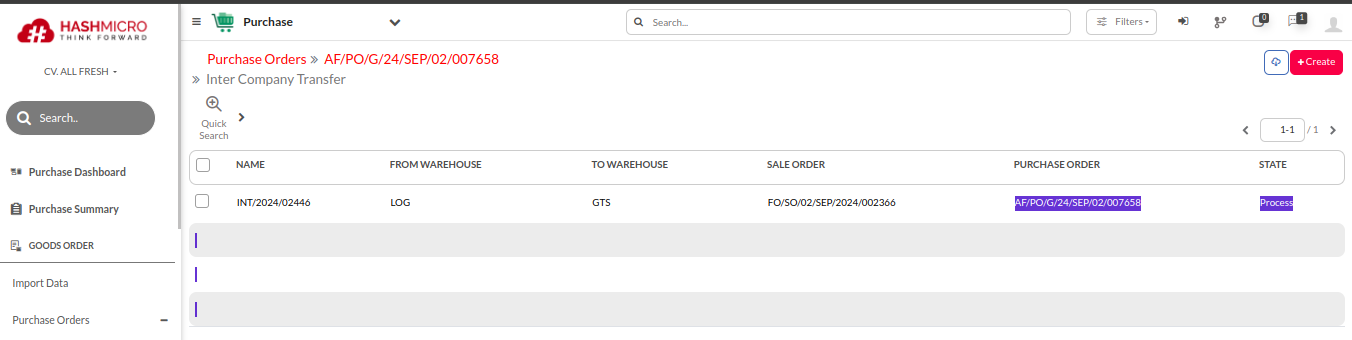 HASHMICRO
THINK FORWARD
CV. ALL FRESH
Search..
Purchase Dashboard
Purchase Summary
GOODS ORDER
Import Data
Purchase Orders
Purchase
Search...
Filters
0
1
Purchase Orders » AF/PO/G/24/SEP/02/007658
» Inter Company Transfer
+Create
Quick
Search
1-1 / 1
NAME FROM WAREHOUSE TO WAREHOUSE SALE ORDER PURCHASE ORDER STATE
INT/2024/02446 LOG GTS FO/SO/02/SEP/2024/002366 AF/PO/G/24/SEP/02/007658 Process